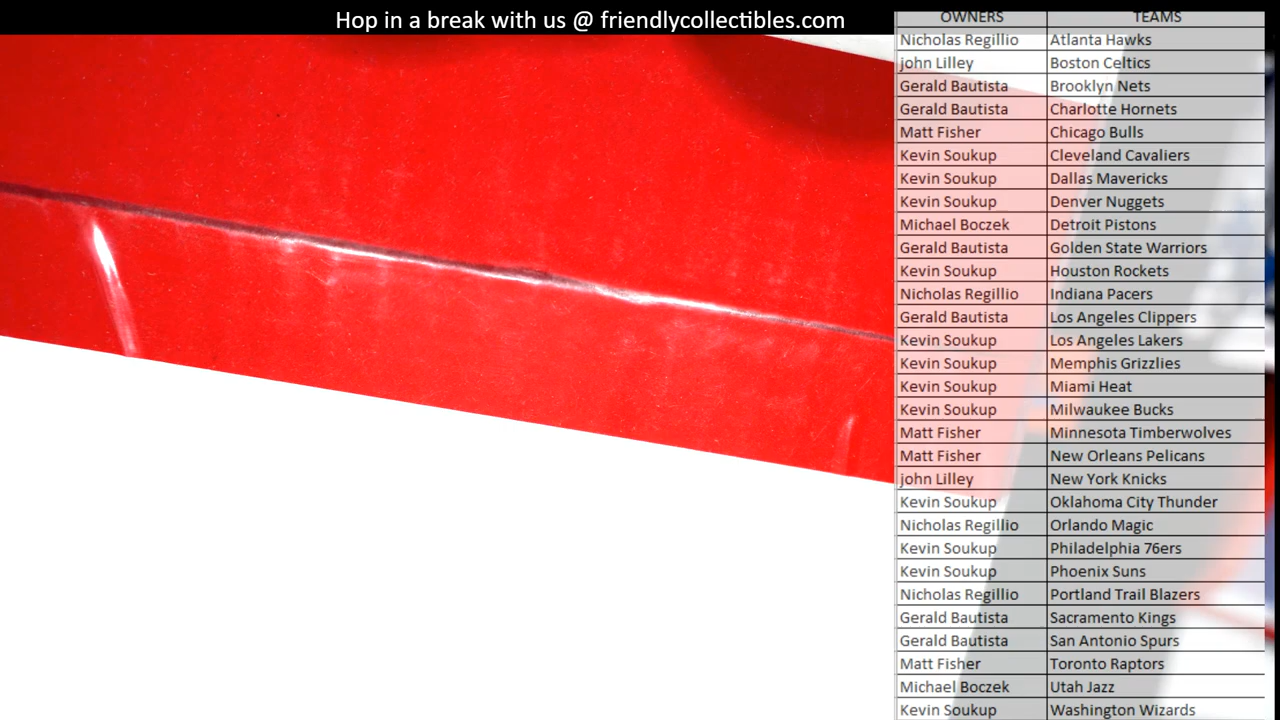 Hop in a break with us @ friendlycollectibles.com
OWNERS TEAMS
Nicholas Regillio Atlanta Hawks
john Lilley Boston Celtics
Gerald Bautista Brooklyn Nets
Gerald Bautista Charlotte Hornets
Matt Fisher Chicago Bulls
Kevin Soukup Cleveland Cavaliers
Kevin Soukup Dallas Mavericks
Kevin Soukup Denver Nuggets
Michael Boczek Detroit Pistons
Gerald Bautista Golden State Warriors
Kevin Soukup Houston Rockets
Nicholas Regillio Indiana Pacers
Gerald Bautista Los Angeles Clippers
Kevin Soukup Los Angeles Lakers
Kevin Soukup Memphis Grizzlies
Kevin Soukup Miami Heat
Kevin Soukup Milwaukee Bucks
Matt Fisher Minnesota Timberwolves
Matt Fisher New Orleans Pelicans
john Lilley New York Knicks
Kevin Soukup Oklahoma City Thunder
Nicholas Regillio Orlando Magic
Kevin Soukup Philadelphia 76ers
Kevin Soukup Phoenix Suns
Nicholas Regillio Portland Trail Blazers
Gerald Bautista Sacramento Kings
Gerald Bautista San Antonio Spurs
Matt Fisher Toronto Raptors
Michael Boczek Utah Jazz
Kevin Soukup Washington Wizards